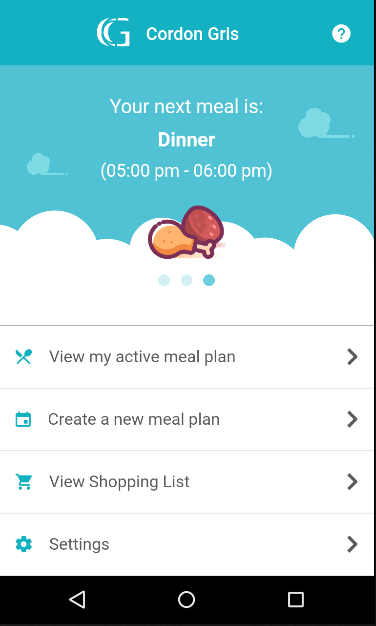 Cordon Gris
?
Your next meal is:
Dinner
(05:00 pm - 06:00 pm)
View my active meal plan
Create a new meal plan
View Shopping List
Settings